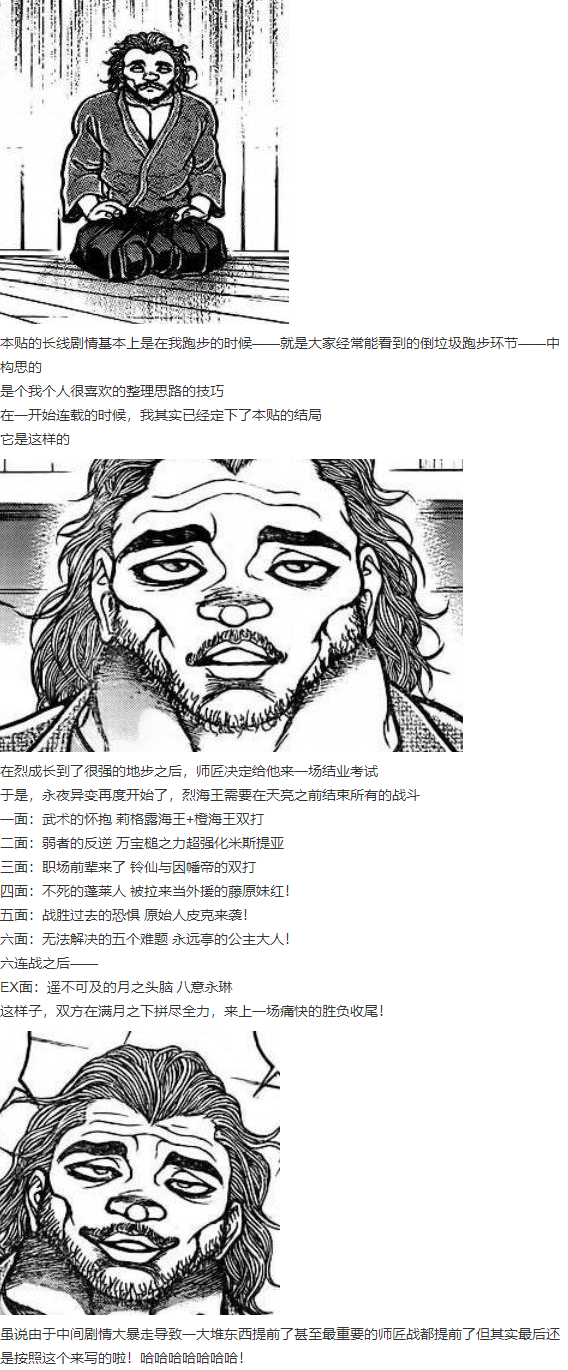 本贴的长线剧情基本上是在我跑步的时候——就是大家经常能看到的倒垃圾跑步环节——中
构思的
是个我个人很喜欢的整理思路的技巧
在一开始连载的时候，我其实已经定下了本贴的结局
它是这样的
在烈成长到了很强的地步之后，师匠决定给他来一场结业考试
于是，永夜异变再度开始了，烈海王需要在天亮之前结束所有的战斗
一面：武术的怀抱 莉格露海王+橙海王双打
二面：弱者的反逆 万宝槌之力超强化米斯提亚
三面：职场前辈来了 铃仙与因幡帝的双打
四面：不死的蓬莱人 被拉来当外援的藤原妹红！
五面：战胜过去的恐惧 原始人皮克来袭！
六面：无法解决的五个难题 永远亭的公主大人！
六连战之后——
EX面：遥不可及的月之头脑 八意永琳
这样子，双方在满月之下拼尽全力，来上一场痛快的胜负收尾！
虽说由于中间剧情大暴走导致一大堆东西提前了甚至最重要的师匠战都提前了但其实最后还
是按照这个来写的啦！哈哈哈哈哈哈哈！